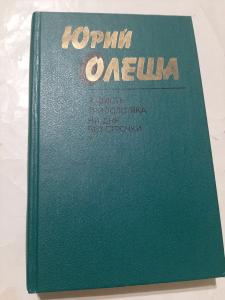 Юрий
ОЛЕША
ЗАВИСТЬ
ТРИ ТОЛСТЯКА
НИ ДНЯ
БЕЗ СТРОЧКИ